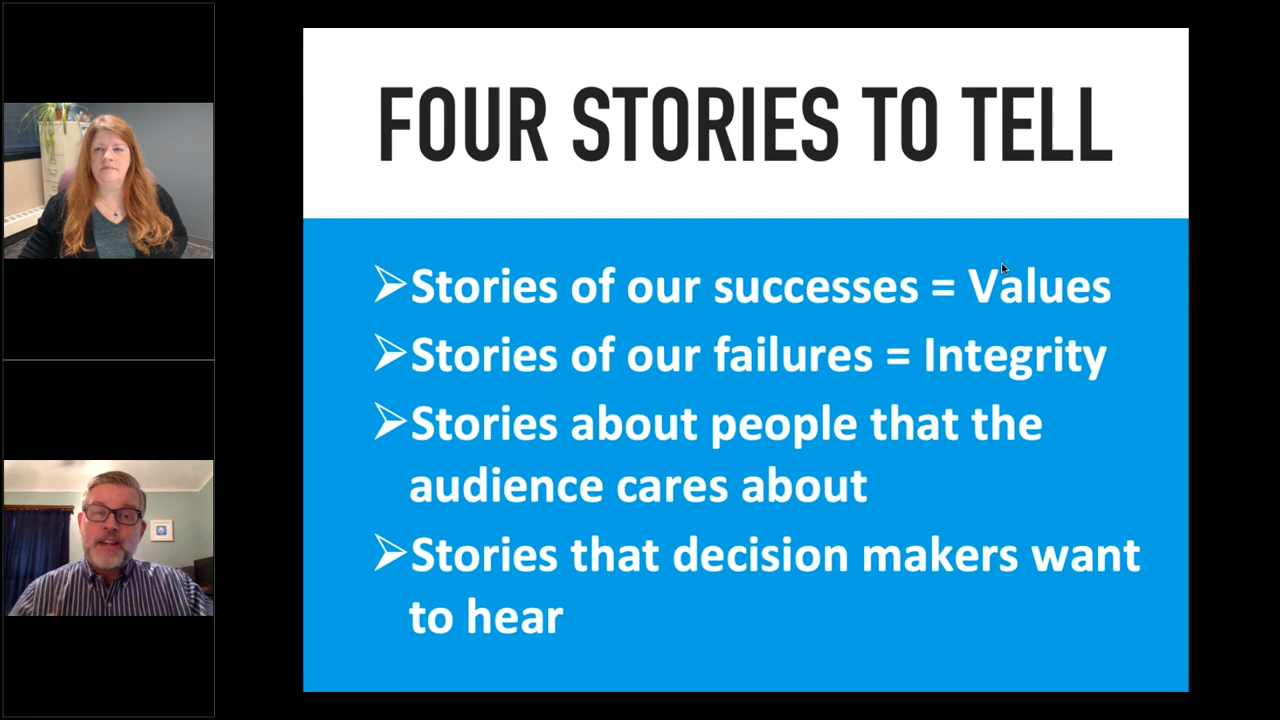 FOUR STORIES TO TELL
➢Stories of our successes = Values
➢Stories of our failures = Integrity
➢Stories about people that the
audience cares about
➢Stories that decision makers want
to hear